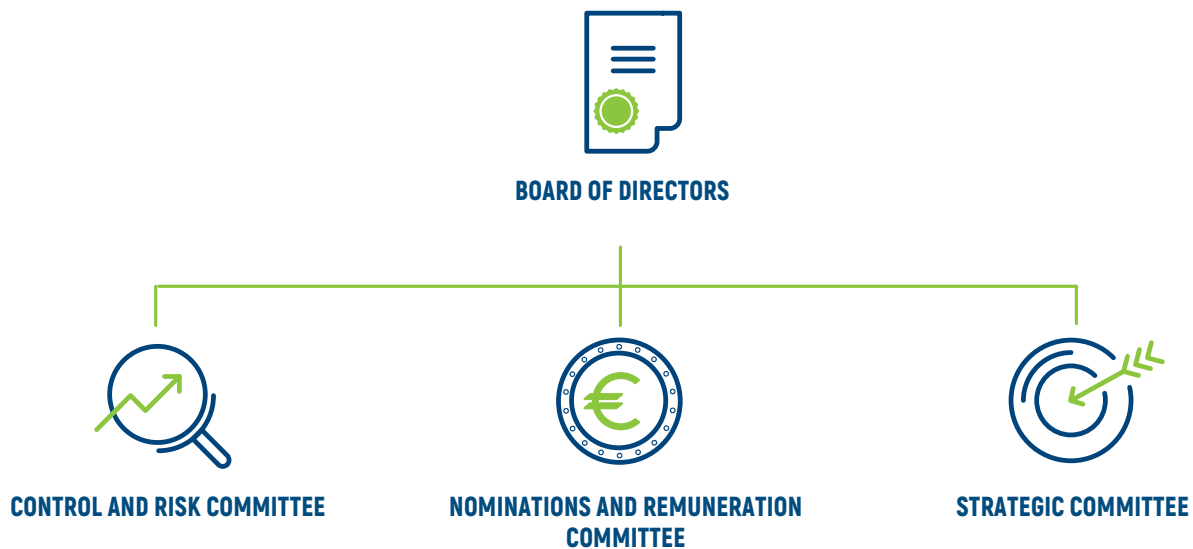 BOARD OF DIRECTORS
CONTROL AND RISK COMMITTEE
NOMINATIONS AND REMUNERATION
COMMITTEE
STRATEGIC COMMITTEE